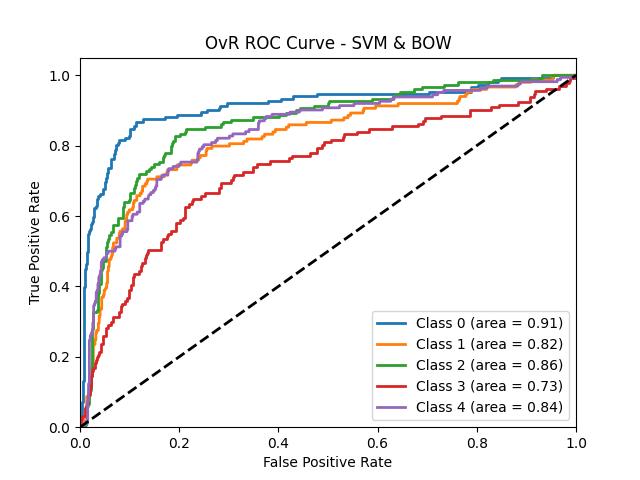 OvR ROC Curve - SVM & BOW
True Positive Rate
1.0
0.8
0.6
0.4
0.2
0.0
Class 0 (area = 0.91)
Class 1 (area = 0.82)
Class 2 (area = 0.86)
Class 3 (area = 0.73)
Class 4 (area = 0.84)
0.0 0.2 0.4 0.6 0.8 1.0
False Positive Rate